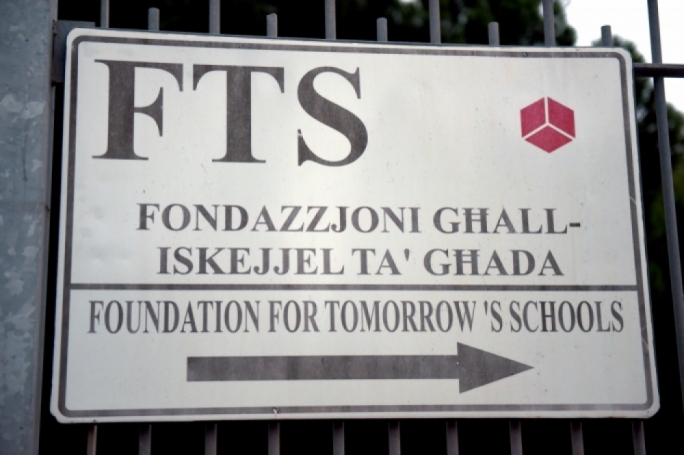 FTS
FONDAZZJONI GĦALL-
ISKEJJEL TA' GĦADA
FOUNDATION FOR TOMORROW 'S SCHOOLS